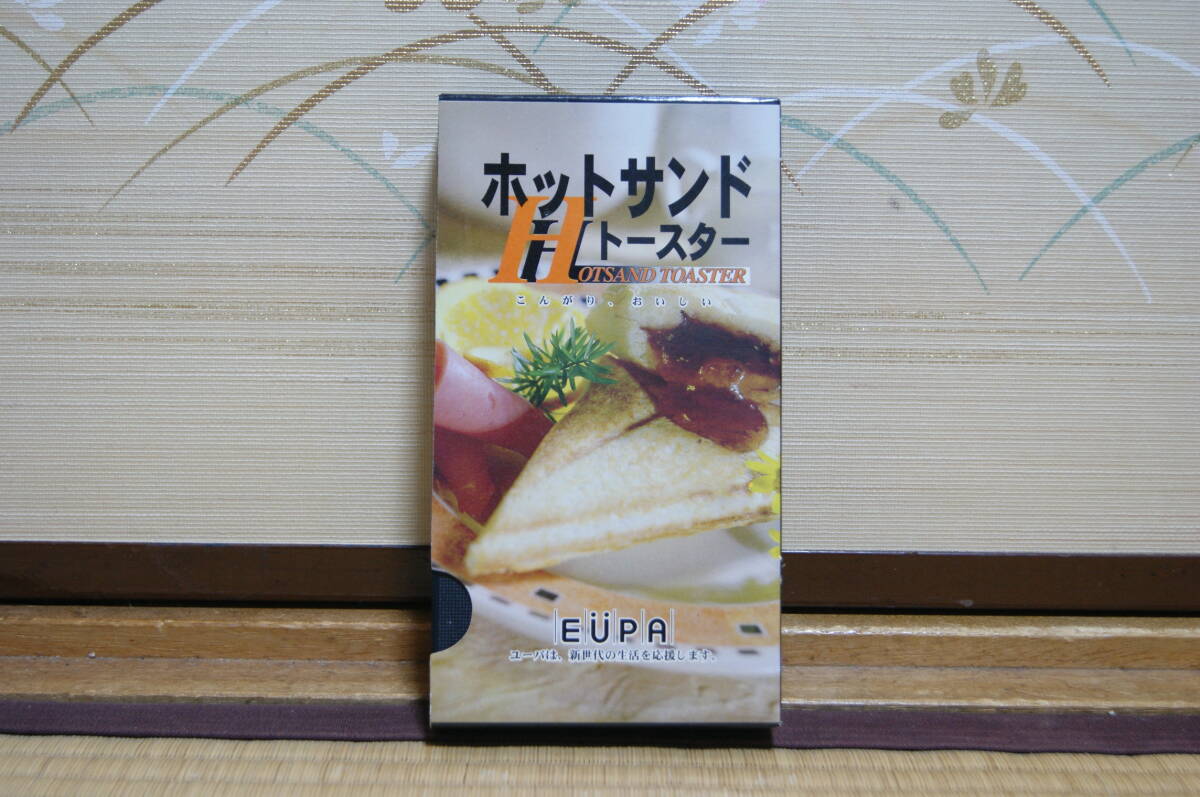 ホットサンド
トースター
HOTSAND TOASTER
こんがり、おいしい
EUPA
ユーパは、新世代の生活を応援します。